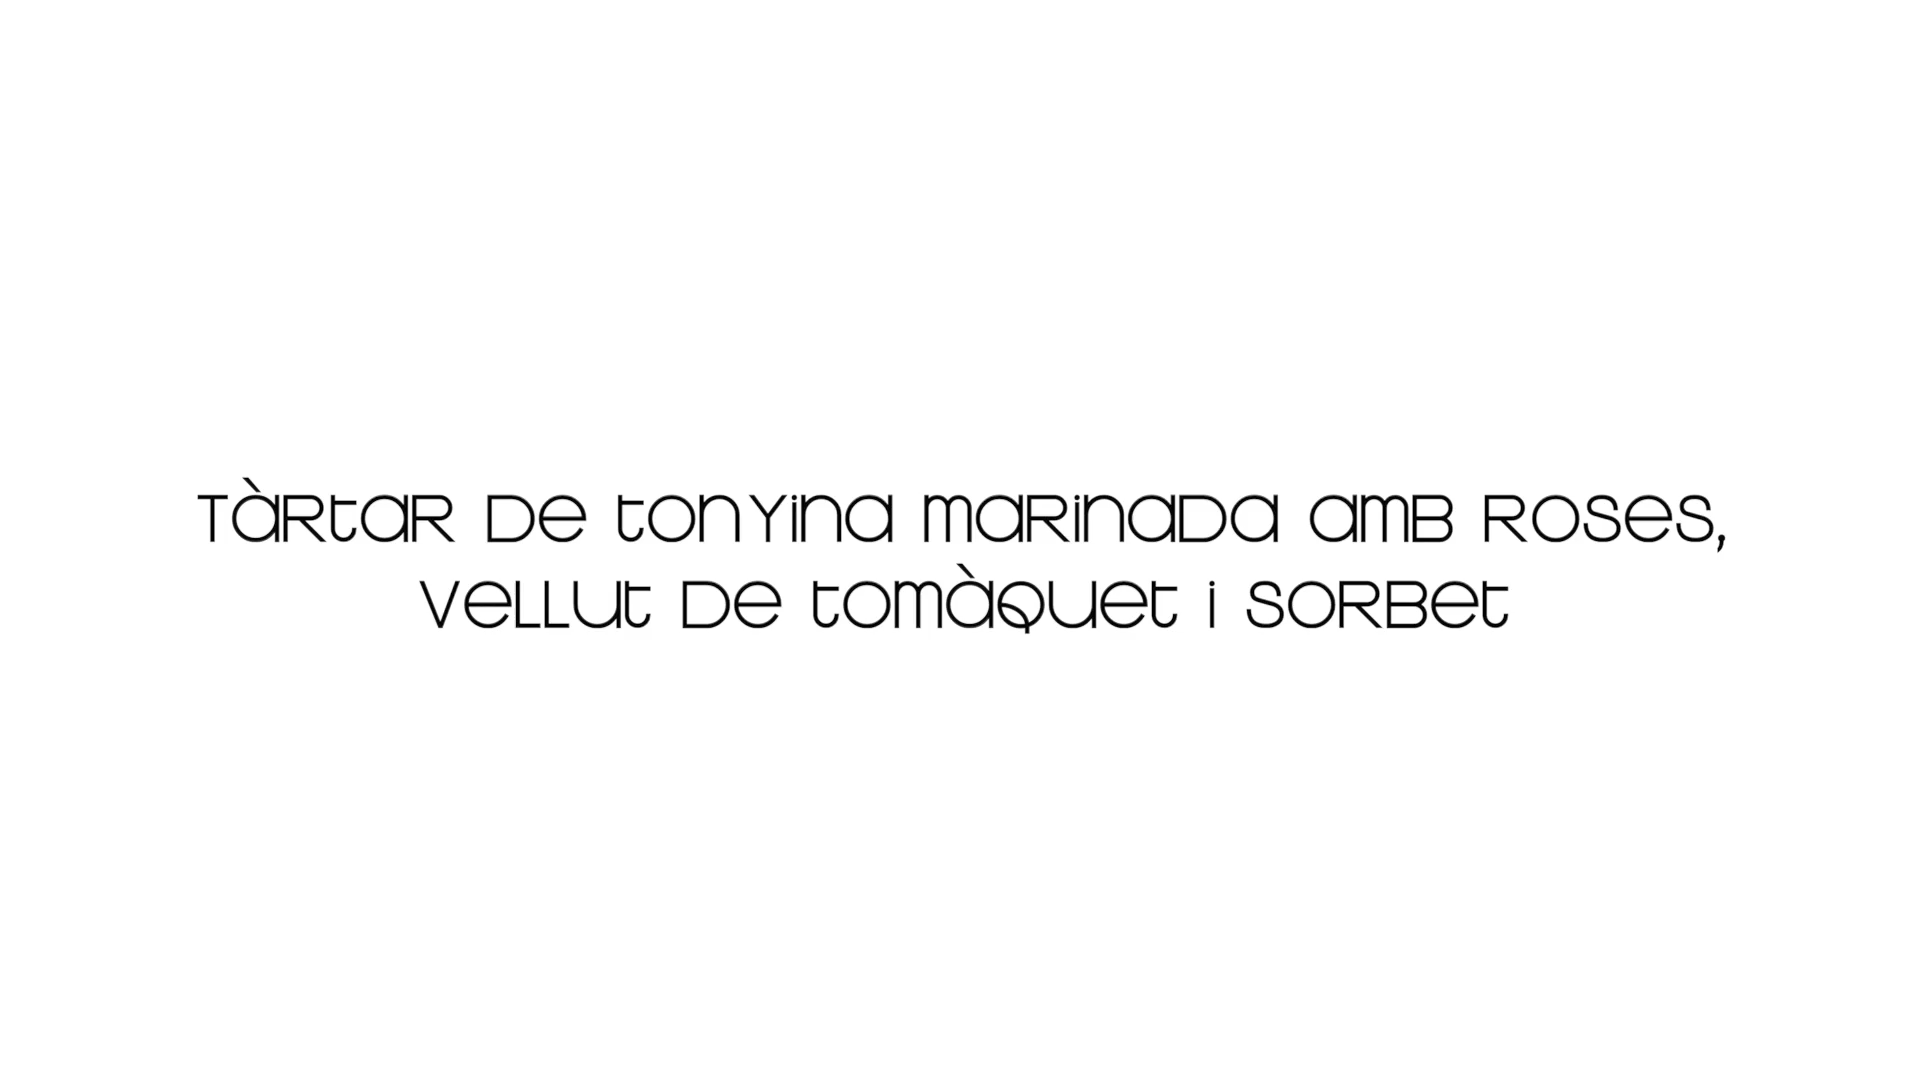 Tàrtar de tonyina marinada amb roses,
vellut de tomàquet i sorbet